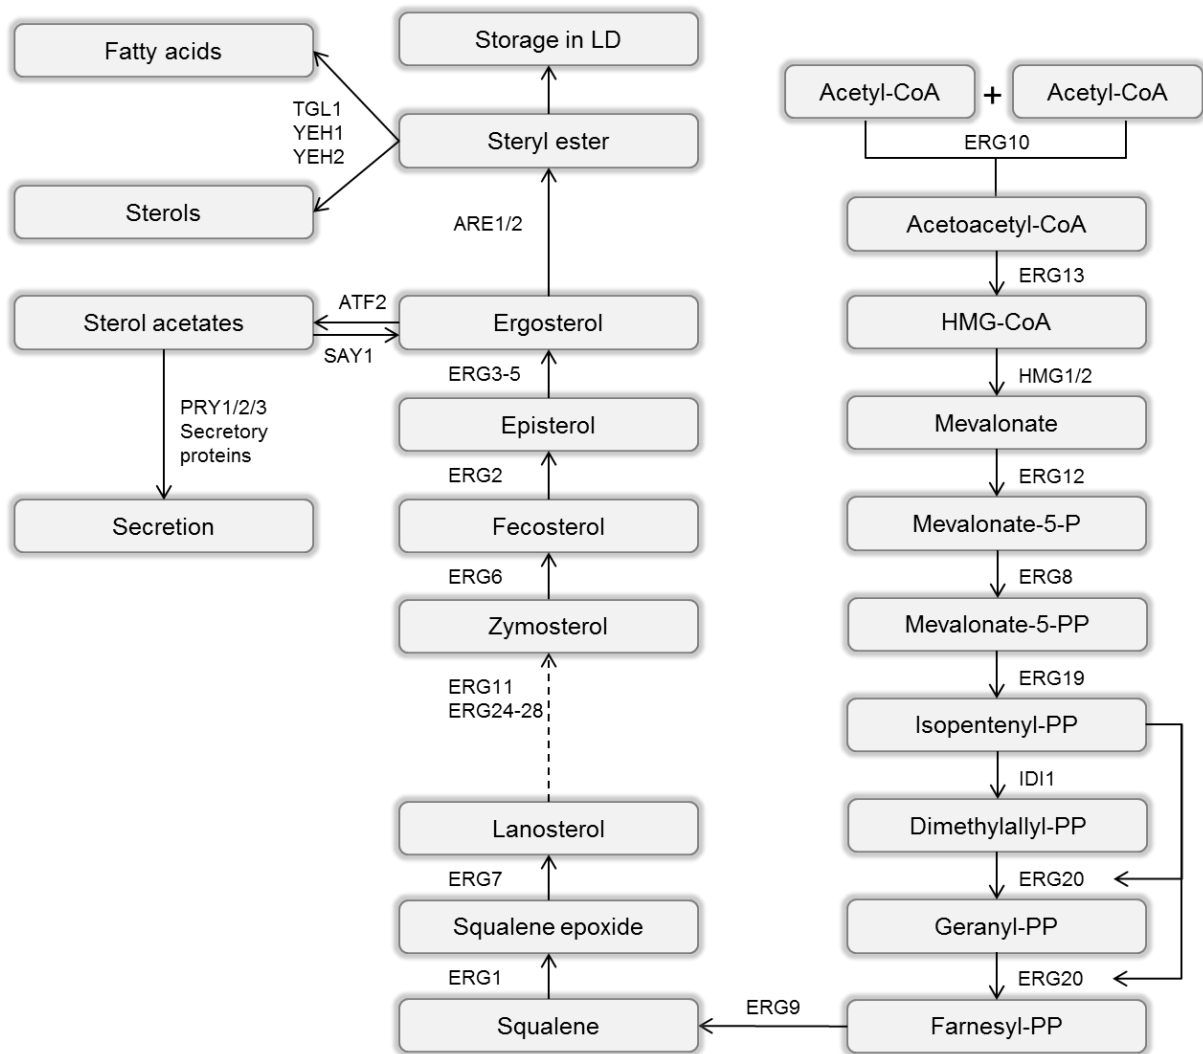 Fatty acids
Storage in LD
TGL1
YEH1
YEH2
Steryl ester
Sterols
ARE1/2
Sterol acetates
ATF2
SAY1
Ergosterol
PRY1/2/3
Secretory
proteins
Secretion
ERG3-5
Episterol
ERG2
Fecosterol
ERG6
Zymosterol
ERG11
ERG24-28
Lanosterol
ERG7
Squalene epoxide
ERG1
Squalene
ERG9
Acetyl-CoA + Acetyl-CoA
ERG10
Acetoacetyl-CoA
ERG13
HMG-CoA
HMG1/2
Mevalonate
ERG12
Mevalonate-5-P
ERG8
Mevalonate-5-PP
ERG19
Isopentenyl-PP
IDI1
Dimethylallyl-PP
ERG20
Geranyl-PP
ERG20
Farnesyl-PP